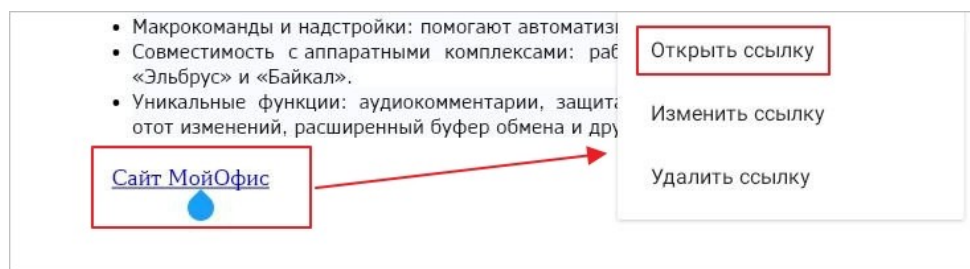 • Макрокоманды и надстройки: помогают автоматиз
• Совместимость с аппаратными комплексами: раб
«Эльбрус» и «Байкал».
• Уникальные функции: аудиокомментарии, защита
отот изменений, расширенный буфер обмена и дру
Сайт МойОфис
Открыть ссылку
Изменить ссылку
Удалить ссылку